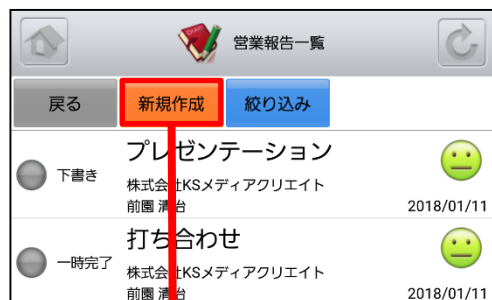 営業報告一覧
戻る 新規作成 絞り込み
プレゼンテーション
下書き
株式会社KSメディアクリエイト
前園 清治 2018/01/11
打ち合わせ
一時完了
株式会社KSメディアクリエイト
前園 清治 2018/01/11